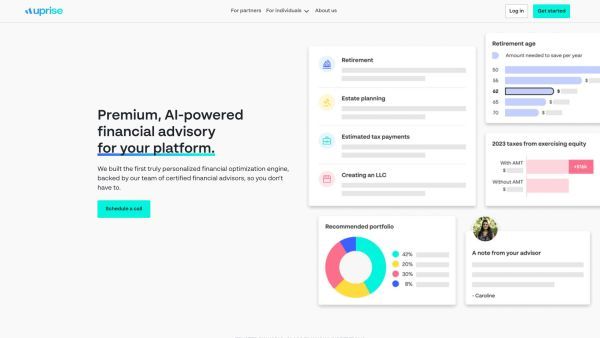 uprise
For partners For individuals About us
Log in Get started
Premium, AI-powered
financial advisory
for your platform.
We built the first truly personalized financial optimization engine,
backed by our team of certified financial advisors, so you don't
have to.
Schedule a call
Retirement
Estate planning
Estimated tax payments
Creating an LLC
Retirement age
Amount needed to save per year
50
55 $
62 $
65 $
70 $
2023 taxes from exercising equity
With AMT
$
Without AMT
$
Recommended portfolio
42%
20%
30%
8%
A note from your advisor
- Caroline